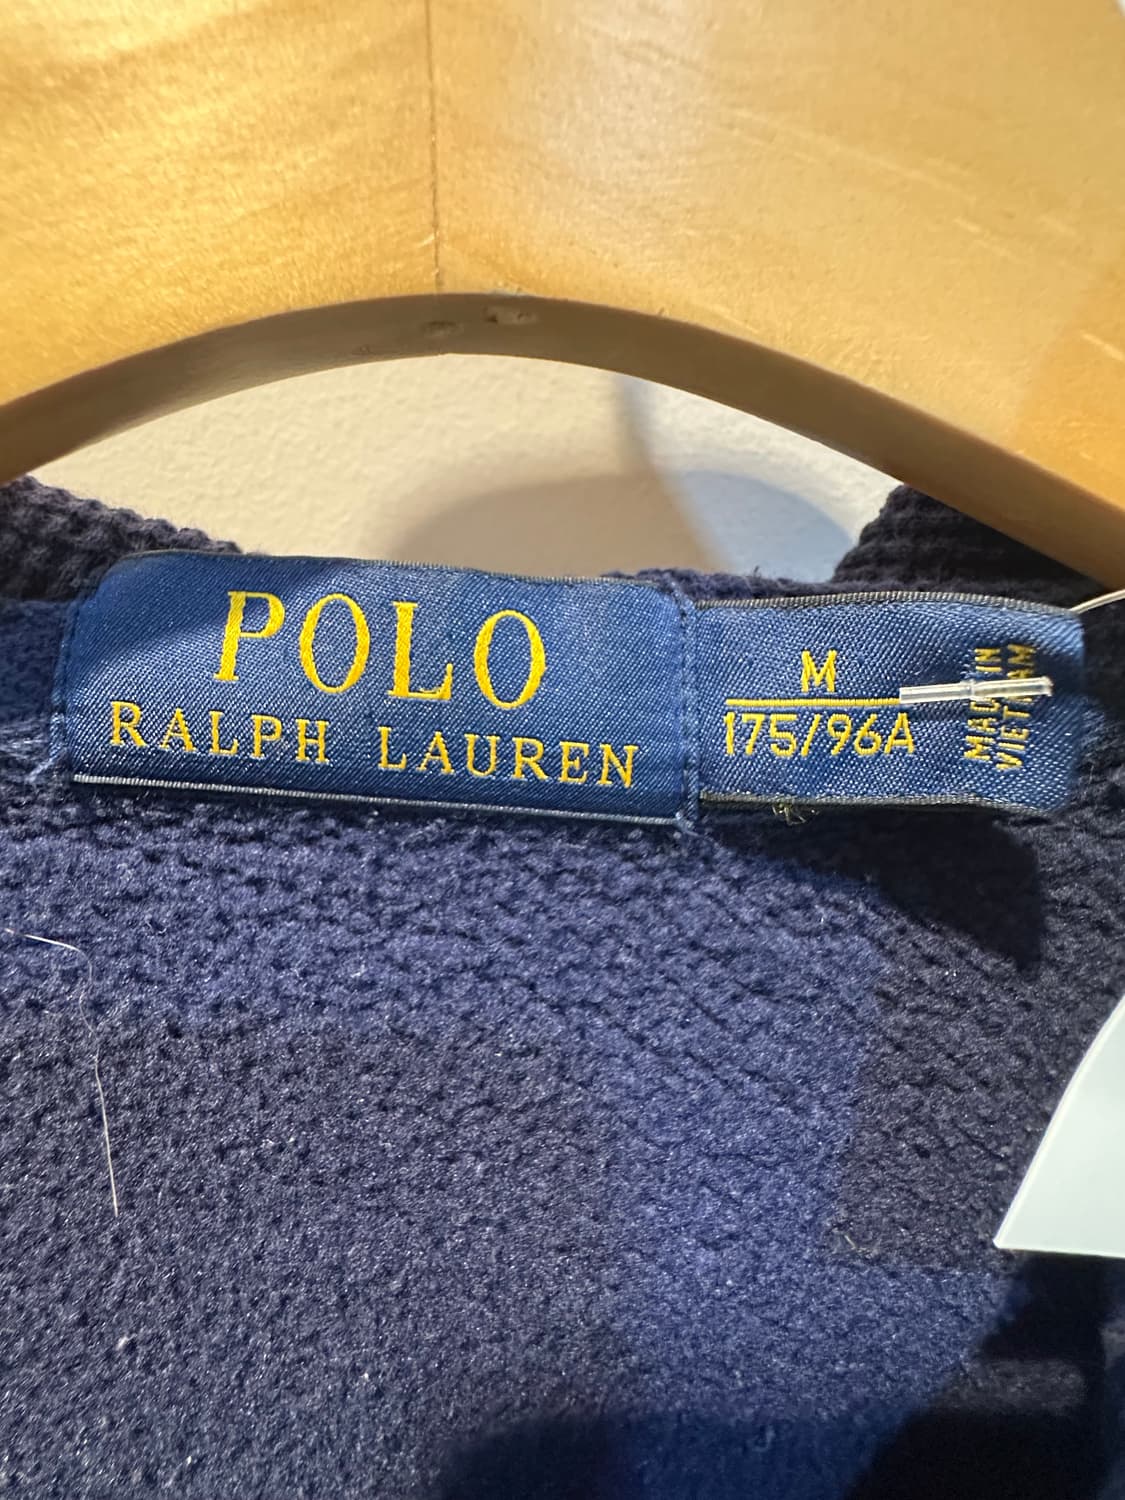 POLO
RALPH LAUREN
M
175/96A
MADE IN
VIETNAM